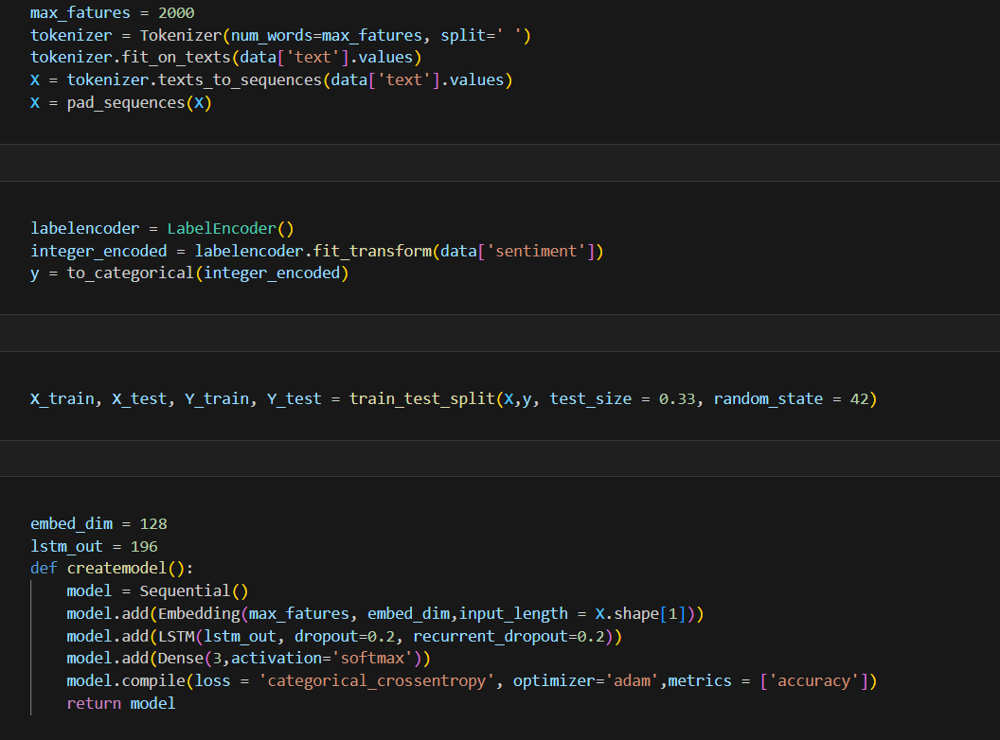 max_fatures = 2000
tokenizer = Tokenizer(num_words=max_fatures, split=' ')
tokenizer.fit_on_texts(data['text'].values)
X = tokenizer.texts_to_sequences(data['text'].values)
X = pad_sequences(X)
labelencoder = LabelEncoder()
integer_encoded = labelencoder.fit_transform(data['sentiment'])
y = to_categorical(integer_encoded)
X_train, X_test, Y_train, Y_test = train_test_split(X,y, test_size = 0.33, random_state = 42)
embed_dim = 128
lstm_out = 196
def createmodel():
    model = Sequential()
    model.add(Embedding(max_fatures, embed_dim,input_length = X.shape[1]))
    model.add(LSTM(lstm_out, dropout=0.2, recurrent_dropout=0.2))
    model.add(Dense(3,activation='softmax'))
    model.compile(loss = 'categorical_crossentropy', optimizer='adam',metrics = ['accuracy'])
    return model